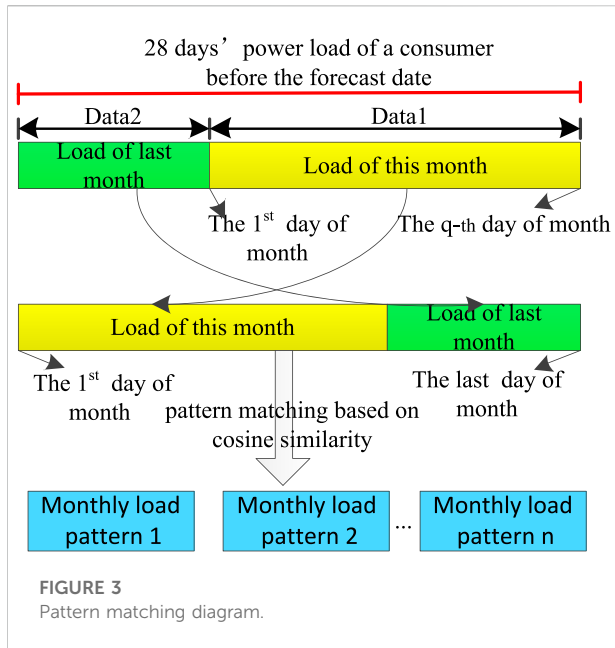 28 days’ power load of a consumer
before the forecast date
Data2
Data1
Load of last
month
Load of this month
The 1st day of
month
The q-th day of month
Load of this month
Load of last
month
The 1st day of
month
The last day of
month
pattern matching based on
cosine similarity
Monthly load
pattern 1
Monthly load
pattern 2
...
Monthly load
pattern n
FIGURE 3
Pattern matching diagram.